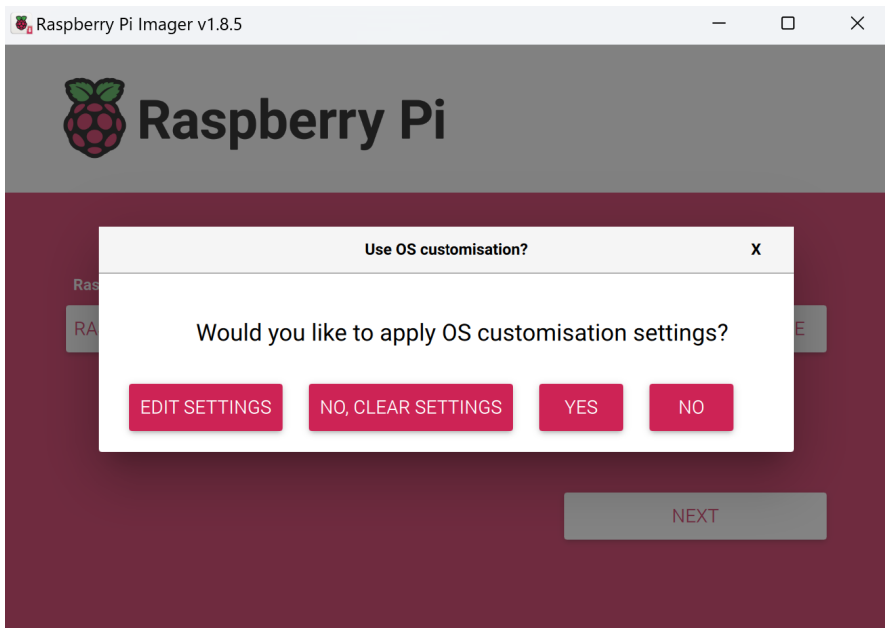 Raspberry Pi Imager v1.8.5
Raspberry Pi
Use OS customisation?
X
Would you like to apply OS customisation settings?
EDIT SETTINGS
NO, CLEAR SETTINGS
YES
NO
NEXT